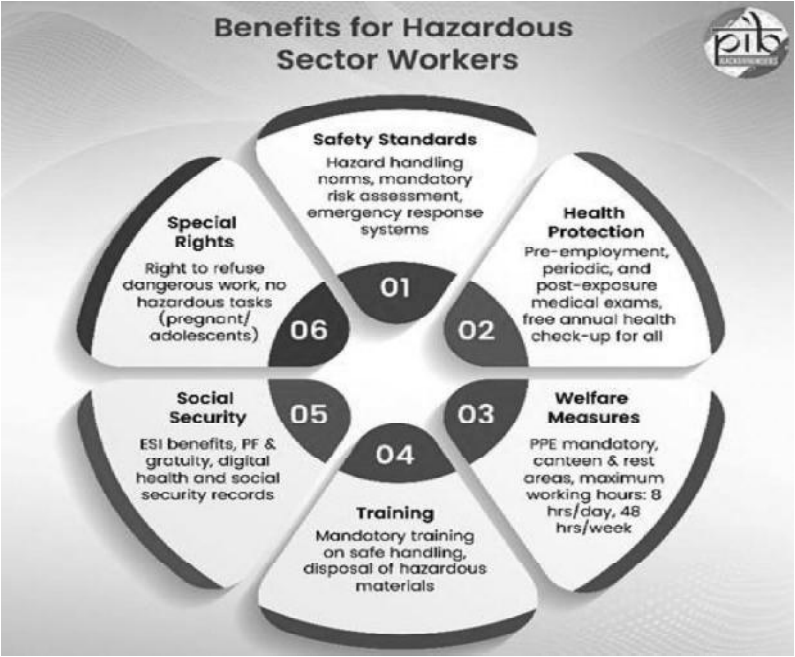 Benefits for Hazardous
Sector Workers
pib
Safety Standards
Hazard handling
norms, mandatory
risk assessment,
emergency response
systems
01
Health
Protection
Pre-employment,
periodic, and
post-exposure
medical exams,
free annual health
check-up for all
02
Welfare
Measures
PPE mandatory,
canteen & rest
areas, maximum
working hours: 8
hrs/day, 48
hrs/week
03
04
Training
Mandatory training
on safe handling,
disposal of hazardous
materials
Social
Security
ESI benefits, PF &
gratuity, digital
health and social
security records
05
Special
Rights
Right to refuse
dangerous work, no
hazardous tasks
(pregnant/
adolescents)
06